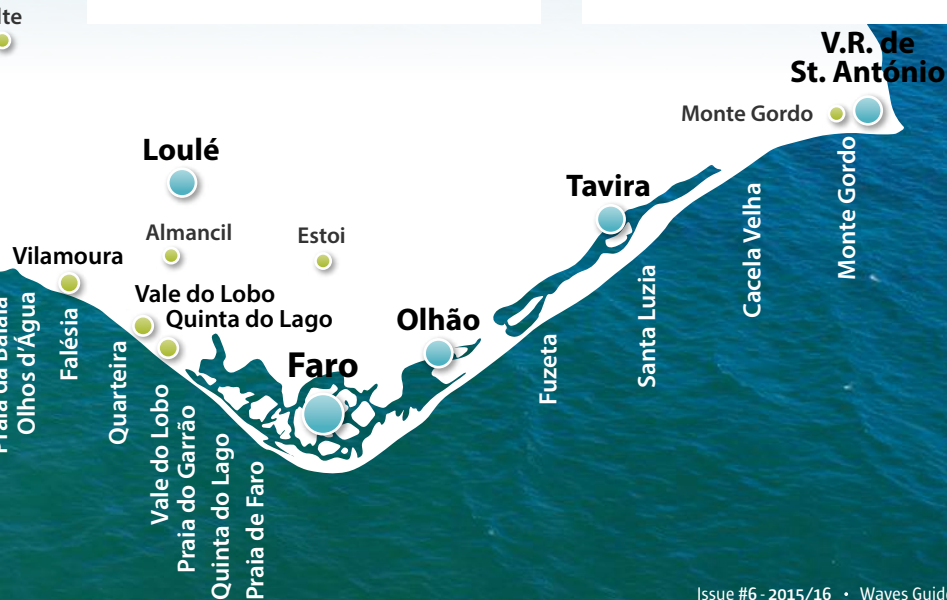 V.R. de
St. António
Monte Gordo
Loulé
Tavira
Almancil
Estoi
Vilamoura
Vale do Lobo
Quinta do Lago
Olhão
Faro
Olhos d'Água
Falésia
Quarteira
Vale do Lobo
Praia do Garrão
Quinta do Lago
Praia de Faro
Fuzeta
Santa Luzia
Cacela Velha
Monte Gordo
Issue #6 - 2015/16 • Waves Guid